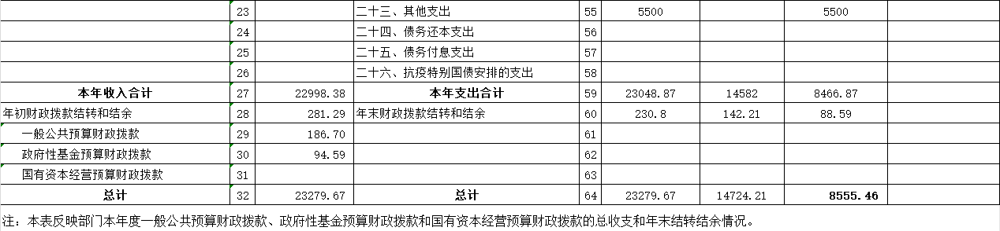 23 二十三、其他支出 55 5500 5500
24 二十四、债务还本支出 56
25 二十五、债务付息支出 57
26 二十六、抗疫特别国债安排的支出 58
本年收入合计 27 22998.38 本年支出合计 59 23048.87 14582 8466.87
年初财政拨款结转和结余 28 281.29 年末财政拨款结转和结余 60 230.8 142.21 88.59
一般公共预算财政拨款 29 186.70 61
政府性基金预算财政拨款 30 94.59 62
国有资本经营预算财政拨款 31 63
总计 32 23279.67 总计 64 23279.67 14724.21 8555.46
注：本表反映部门本年度一般公共预算财政拨款、政府性基金预算财政拨款和国有资本经营预算财政拨款的总收支和年末结转结余情况。